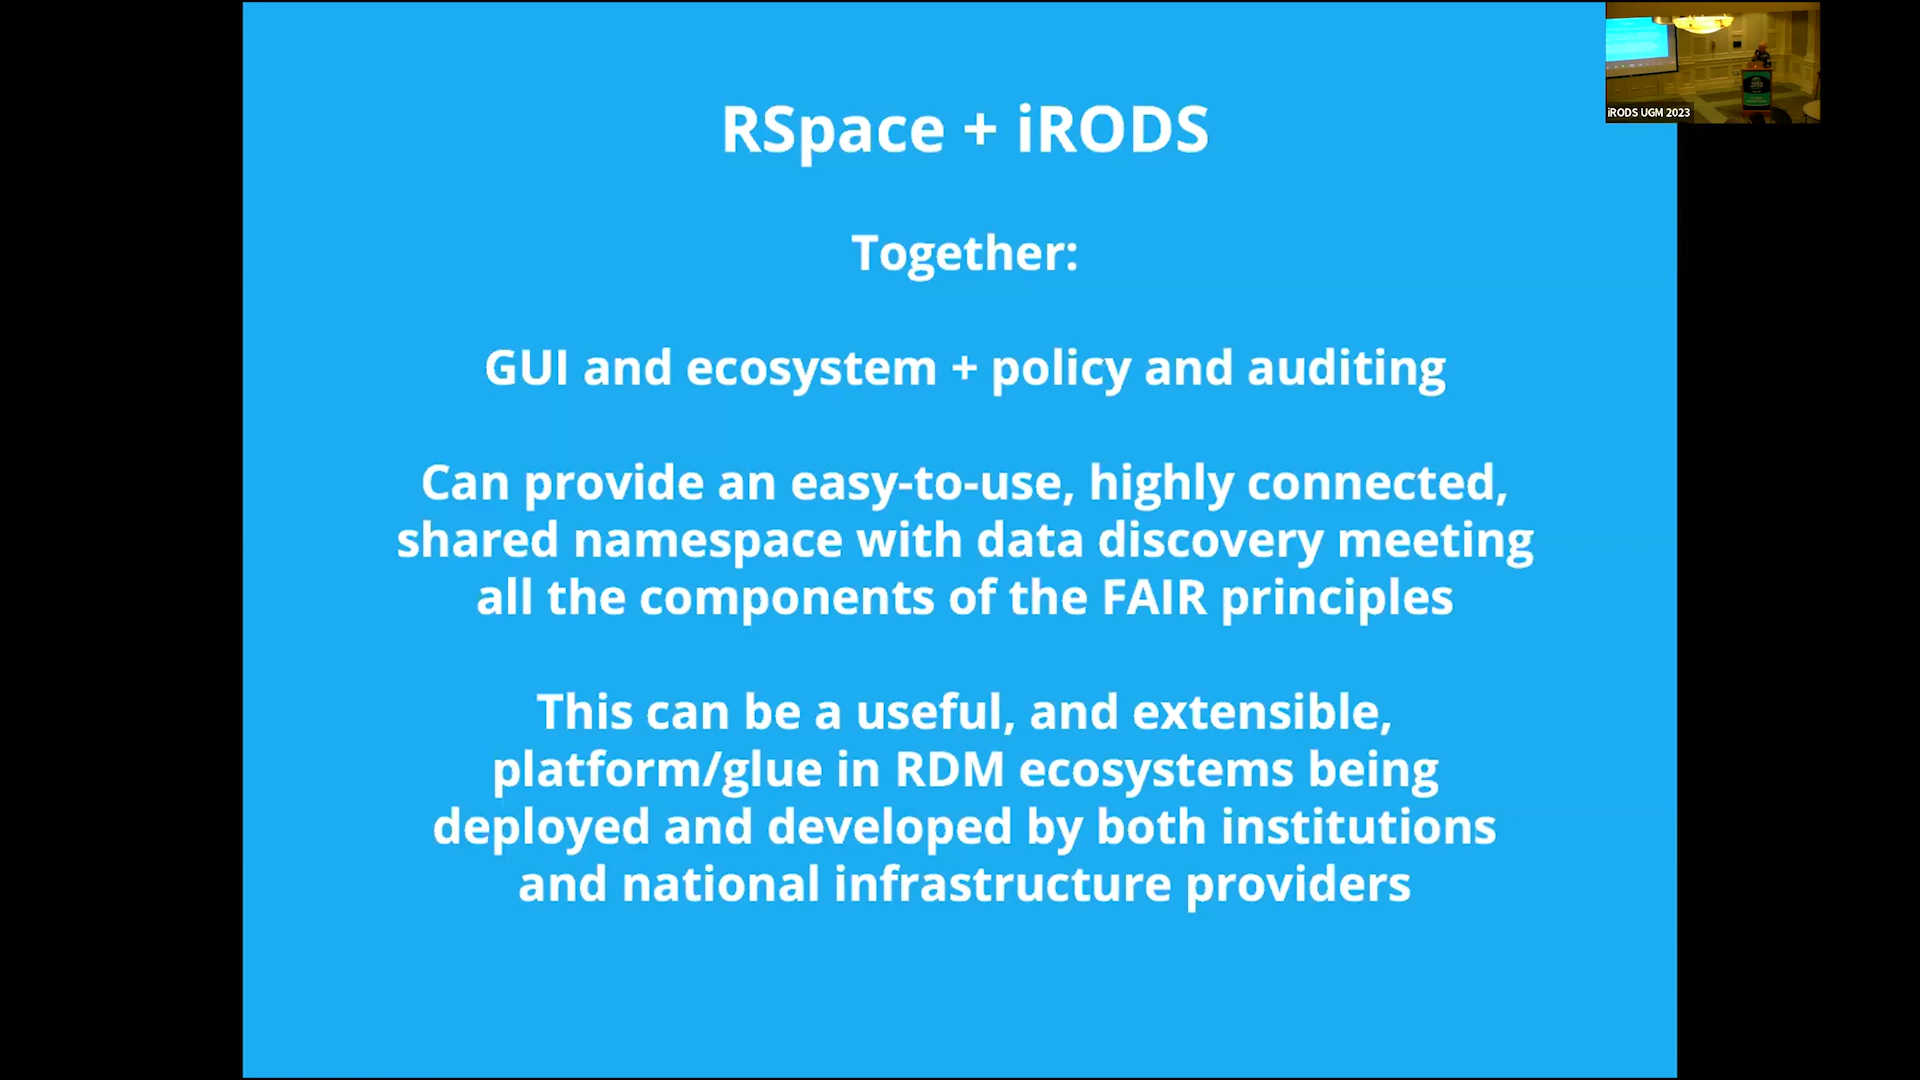 RSpace + iRODS
Together:
GUI and ecosystem + policy and auditing
Can provide an easy-to-use, highly connected,
shared namespace with data discovery meeting
all the components of the FAIR principles
This can be a useful, and extensible,
platform/glue in RDM ecosystems being
deployed and developed by both institutions
and national infrastructure providers
iRODS UGM 2023